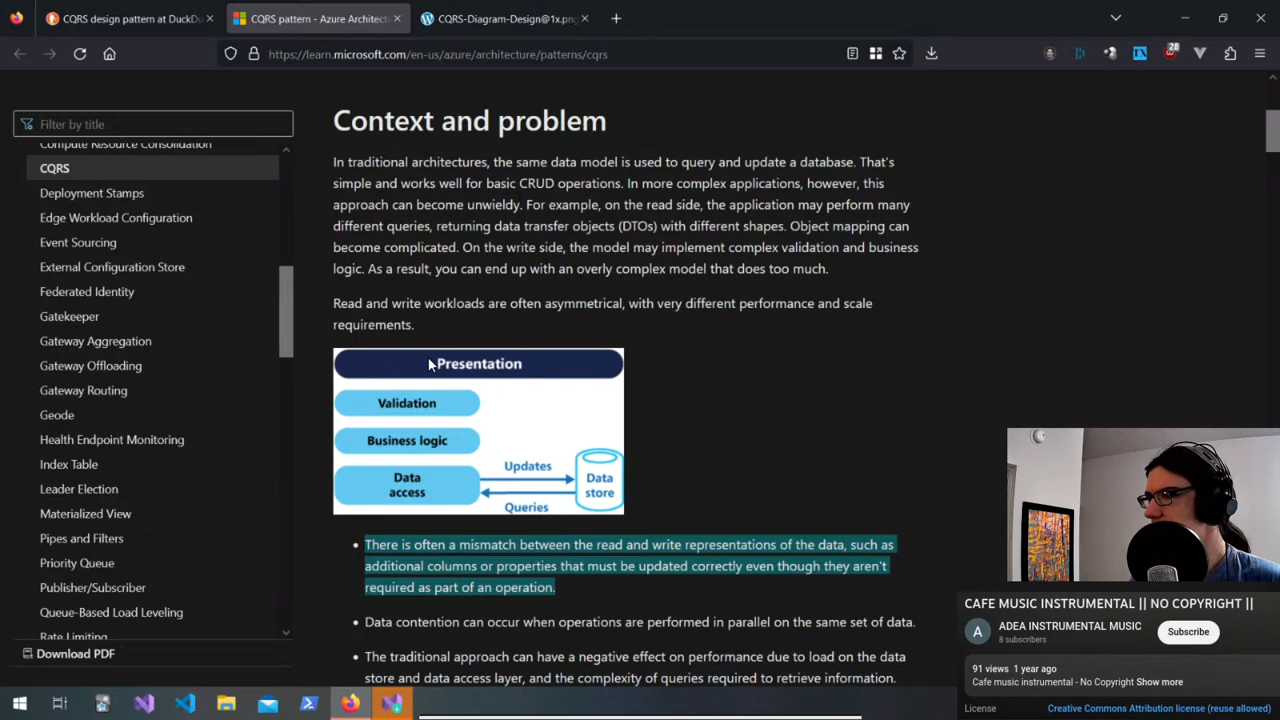 CQRS design pattern at DuckDu
CQRS pattern - Azure Architect
CQRS-Diagram-Design@1x.png
https://learn.microsoft.com/en-us/azure/architecture/patterns/cqrs
28
Filter by title
Compute Resource Consolidation
CQRS
Deployment Stamps
Edge Workload Configuration
Event Sourcing
External Configuration Store
Federated Identity
Gatekeeper
Gateway Aggregation
Gateway Offloading
Gateway Routing
Geode
Health Endpoint Monitoring
Index Table
Leader Election
Materialized View
Pipes and Filters
Priority Queue
Publisher/Subscriber
Queue-Based Load Leveling
Rate Limiting
Download PDF
Context and problem
In traditional architectures, the same data model is used to query and update a database. That's
simple and works well for basic CRUD operations. In more complex applications, however, this
approach can become unwieldy. For example, on the read side, the application may perform many
different queries, returning data transfer objects (DTOs) with different shapes. Object mapping can
become complicated. On the write side, the model may implement complex validation and business
logic. As a result, you can end up with an overly complex model that does too much.
Read and write workloads are often asymmetrical, with very different performance and scale
requirements.
Presentation
Validation
Business logic
Data
access
Updates
Queries
Data
store
• There is often a mismatch between the read and write representations of the data, such as
additional columns or properties that must be updated correctly even though they aren't
required as part of an operation.
• Data contention can occur when operations are performed in parallel on the same set of data.
• The traditional approach can have a negative effect on performance due to load on the data
store and data access layer, and the complexity of queries required to retrieve information.
CAFE MUSIC INSTRUMENTAL || NO COPYRIGHT ||
A
ADEA INSTRUMENTAL MUSIC
8 subscribers
Subscribe
91 views 1 year ago
Cafe music instrumental - No Copyright Show more
License
Creative Commons Attribution license (reuse allowed)